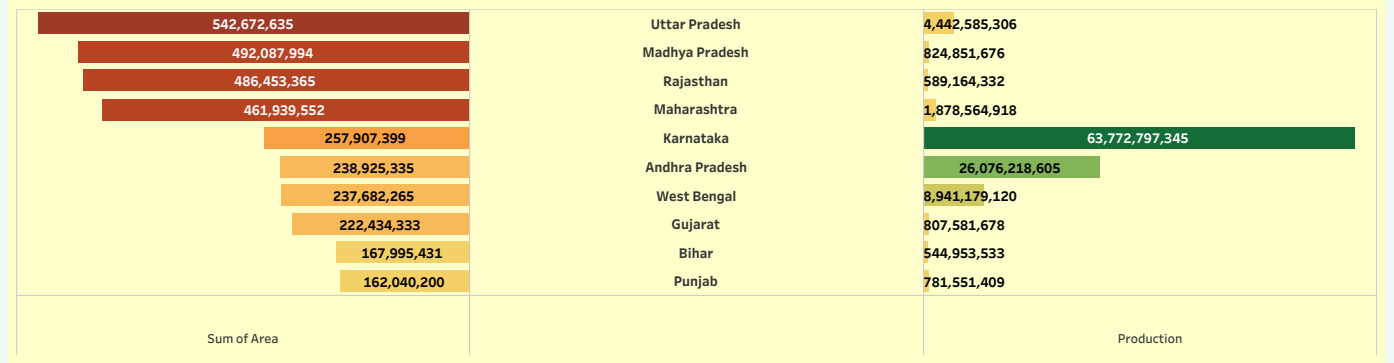 542,672,635 Uttar Pradesh 4,442,585,306
492,087,994 Madhya Pradesh 824,851,676
486,453,365 Rajasthan 589,164,332
461,939,552 Maharashtra 1,878,564,918
257,907,399 Karnataka 63,772,797,345
238,925,335 Andhra Pradesh 26,076,218,605
237,682,265 West Bengal 8,941,179,120
222,434,333 Gujarat 807,581,678
167,995,431 Bihar 544,953,533
162,040,200 Punjab 781,551,409
Sum of Area Production